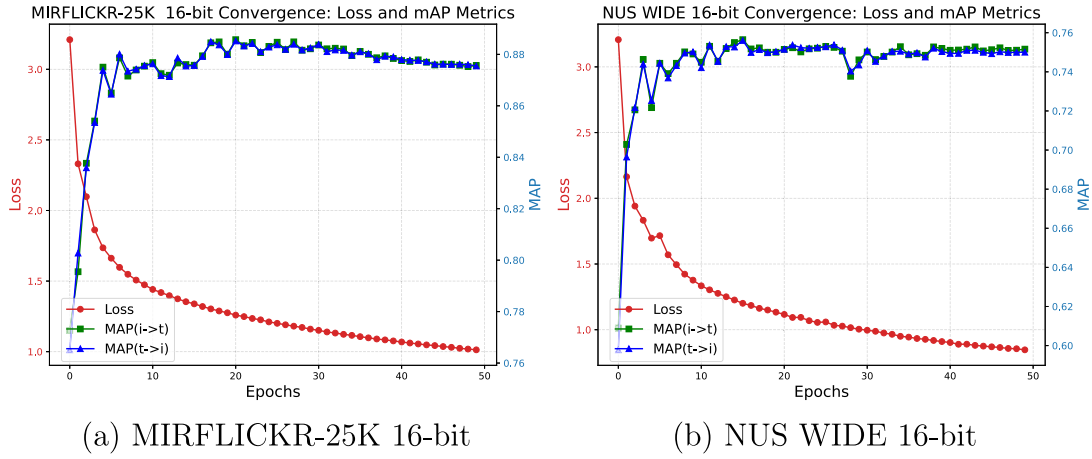 MIRFLICKR-25K 16-bit Convergence: Loss and mAP Metrics
Loss
3.0
2.5
2.0
1.5
1.0
MAP
0.88
0.86
0.84
0.82
0.80
0.78
0.76
Loss
MAP(i->t)
MAP(t->i)
0 10 20 30 40 50
Epochs
(a) MIRFLICKR-25K 16-bit
NUS WIDE 16-bit Convergence: Loss and mAP Metrics
Loss
3.0
2.5
2.0
1.5
1.0
MAP
0.76
0.74
0.72
0.70
0.68
0.66
0.64
0.62
0.60
Loss
MAP(i->t)
MAP(t->i)
0 10 20 30 40 50
Epochs
(b) NUS WIDE 16-bit